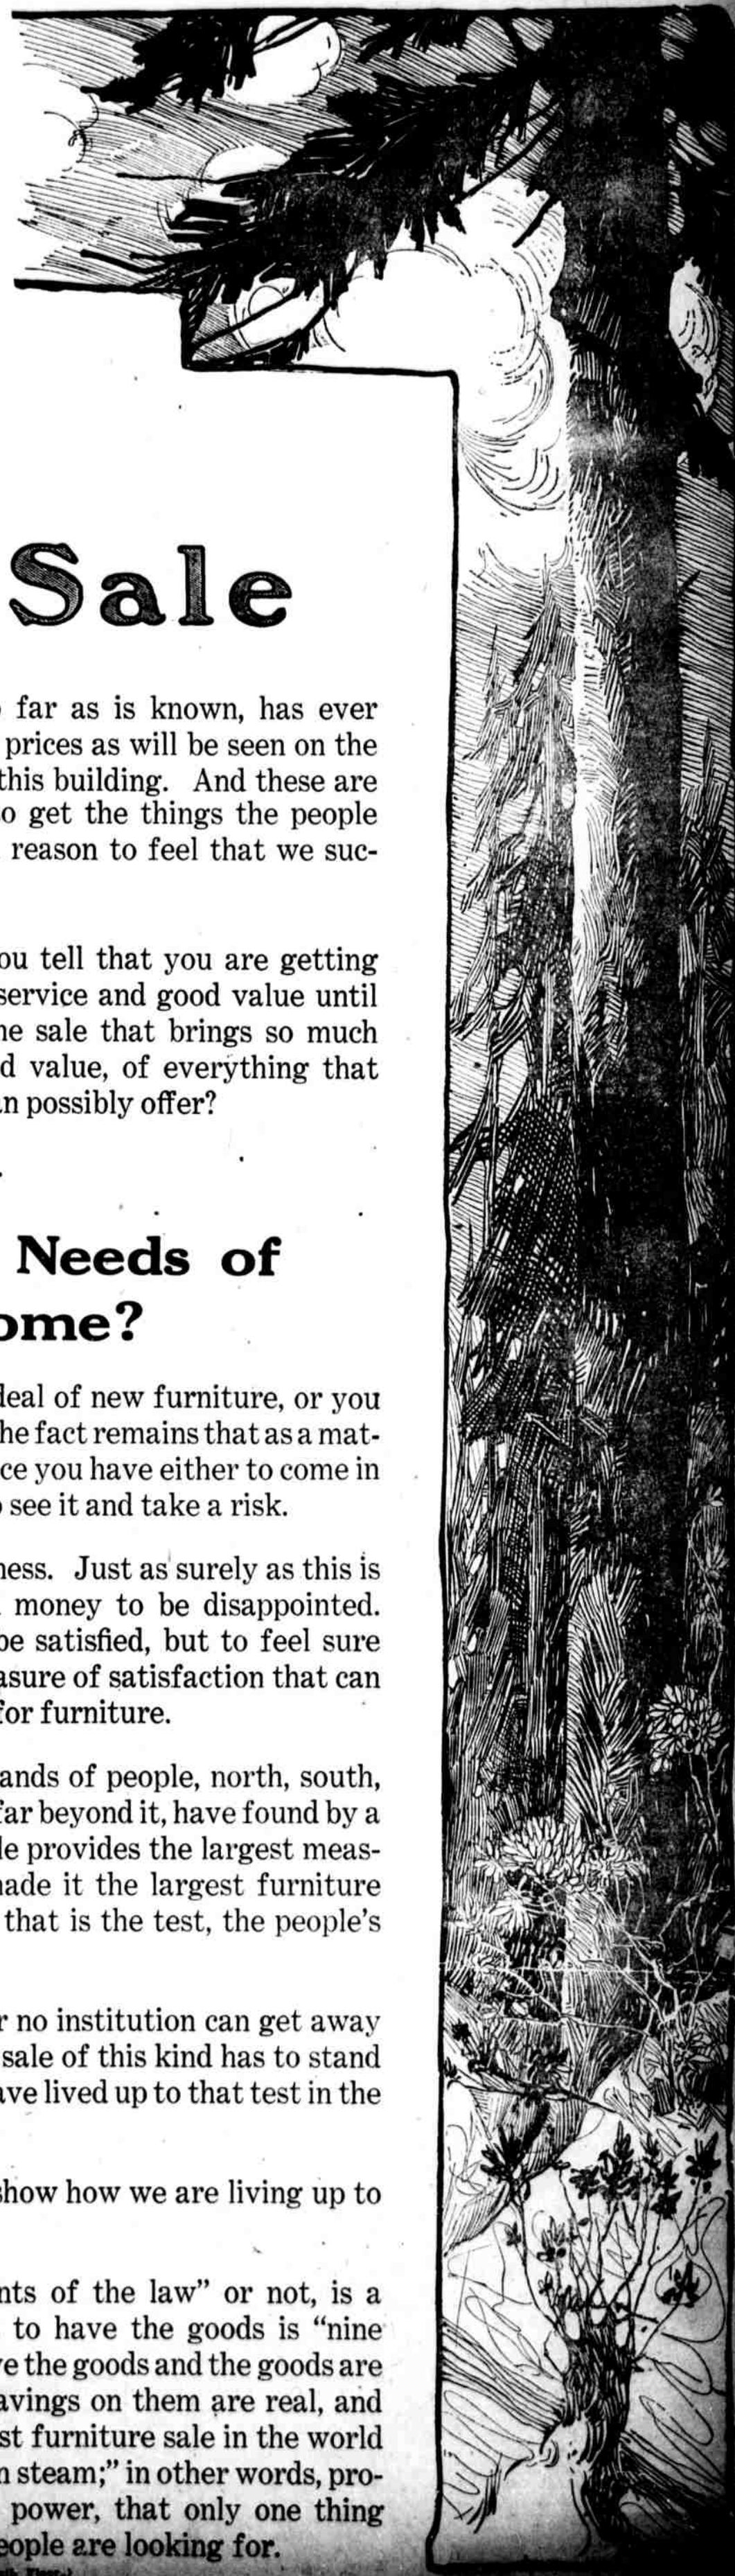 Sale
far as is known, has ever
prices as will be seen on the
this building. And these are
to get the things the people
reason to feel that we suc-
you tell that you are getting
service and good value until
sale that brings so much
value, of everything that
possibly offer?
Needs of
ome?
deal of new furniture, or you
the fact remains that as a mat-
ce you have either to come in
see it and take a risk.
ness. Just as surely as this is
money to be disappointed.
be satisfied, but to feel sure
asure of satisfaction that can
for furniture.
ands of people, north, south,
far beyond it, have found by a
le provides the largest meas-
made it the largest furniture
that is the test, the people's
no institution can get away
sale of this kind has to stand
ave lived up to that test in the
show how we are living up to
nts of the law” or not, is a
to have the goods is “nine
ve the goods and the goods are
avings on them are real, and
st furniture sale in the world
steam;” in other words, pro-
power, that only one thing
eople are looking for.